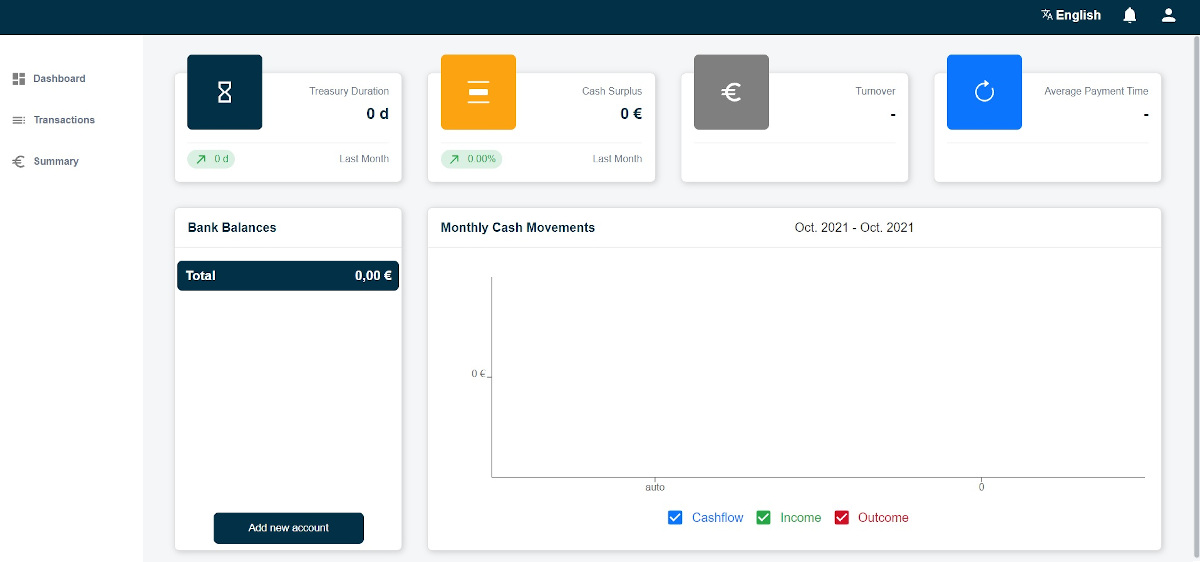 English
Dashboard
Transactions
Summary
Treasury Duration
0 d
0 d
Last Month
Cash Surplus
0 €
0.00%
Last Month
Turnover
-
Average Payment Time
-
Bank Balances
Total 0,00 €
Add new account
Monthly Cash Movements
Oct. 2021 - Oct. 2021
0 €
auto
0
Cashflow
Income
Outcome